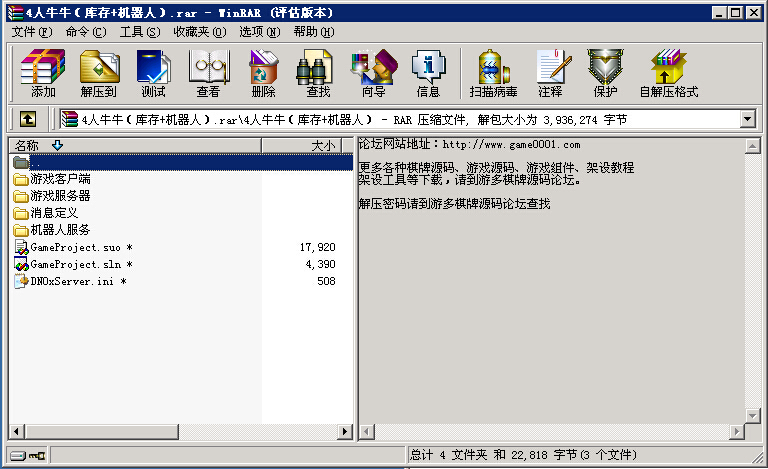 4人牛牛（库存+机器人）.rar - WinRAR (评估版本)
文件(F) 命令(C) 工具(S) 收藏夹(O) 选项(N) 帮助(H)
添加 解压到 测试 查看 删除 查找 向导 信息 扫描病毒 注释 保护 自解压格式
4人牛牛（库存+机器人）.rar\4人牛牛（库存+机器人） - RAR 压缩文件, 解包大小为 3,936,274 字节
名称 大小
..
游戏客户端
游戏服务器
消息定义
机器人服务
GameProject.suo * 17,920
GameProject.sln * 4,390
DNOxServer.ini * 508
论坛网站地址：http://www.game0001.com
更多各种棋牌源码、游戏源码、游戏组件、架设教程
架设工具等下载，请到游多棋牌源码论坛。
解压密码请到游多棋牌源码论坛查找
总计 4 文件夹 和 22,818 字节(3 个文件)